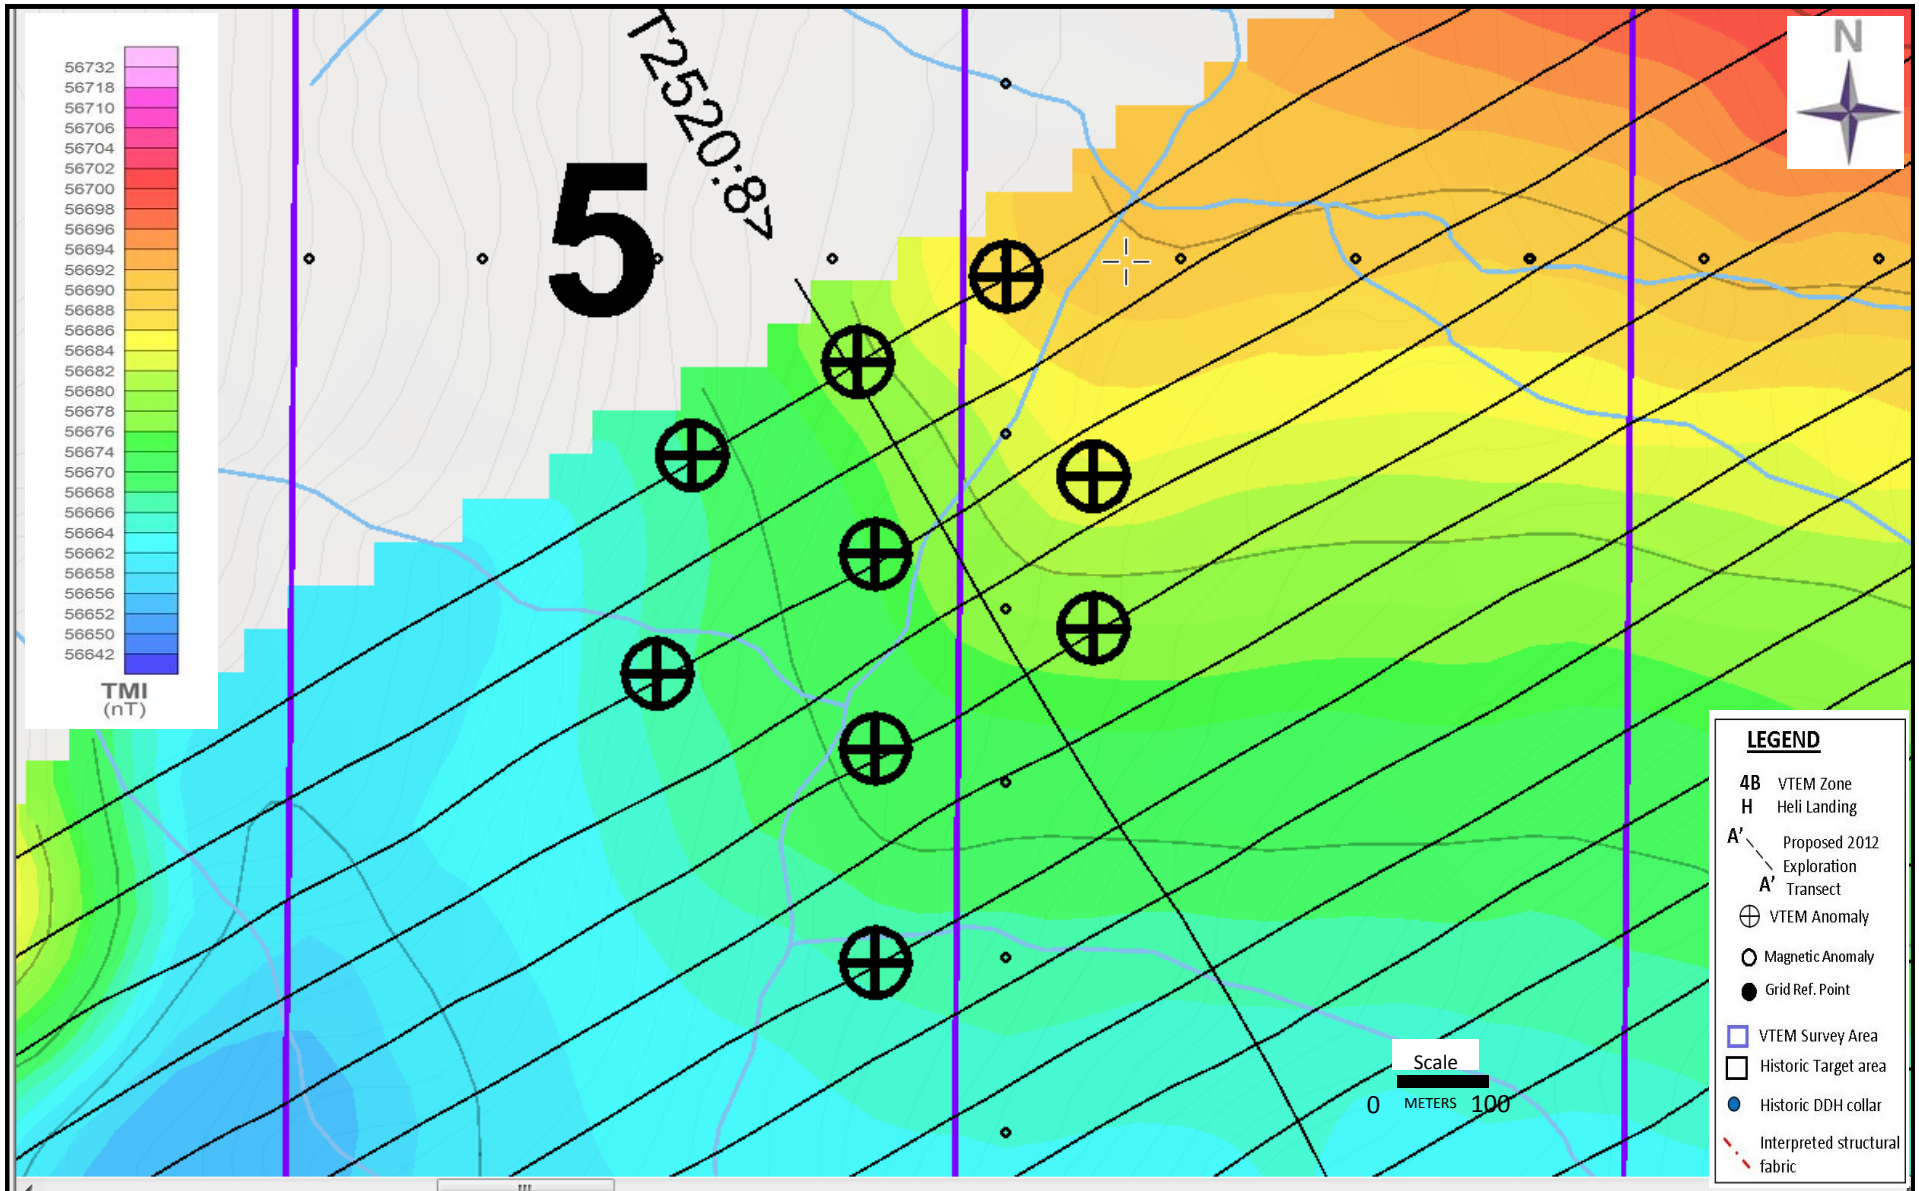 56732
56718
56710
56706
56704
56702
56700
56698
56696
56694
56692
56690
56688
56686
56684
56682
56680
56678
56676
56674
56670
56668
56666
56664
56662
56658
56656
56652
56650
56642
TMI
(nT)
T2520:8>
5
N
Scale
0 METERS 100
LEGEND
4B VTEM Zone
H Heli Landing
A'
Proposed 2012
Exploration
A' Transect
VTEM Anomaly
Magnetic Anomaly
Grid Ref. Point
VTEM Survey Area
Historic Target area
Historic DDH collar
Interpreted structural
fabric